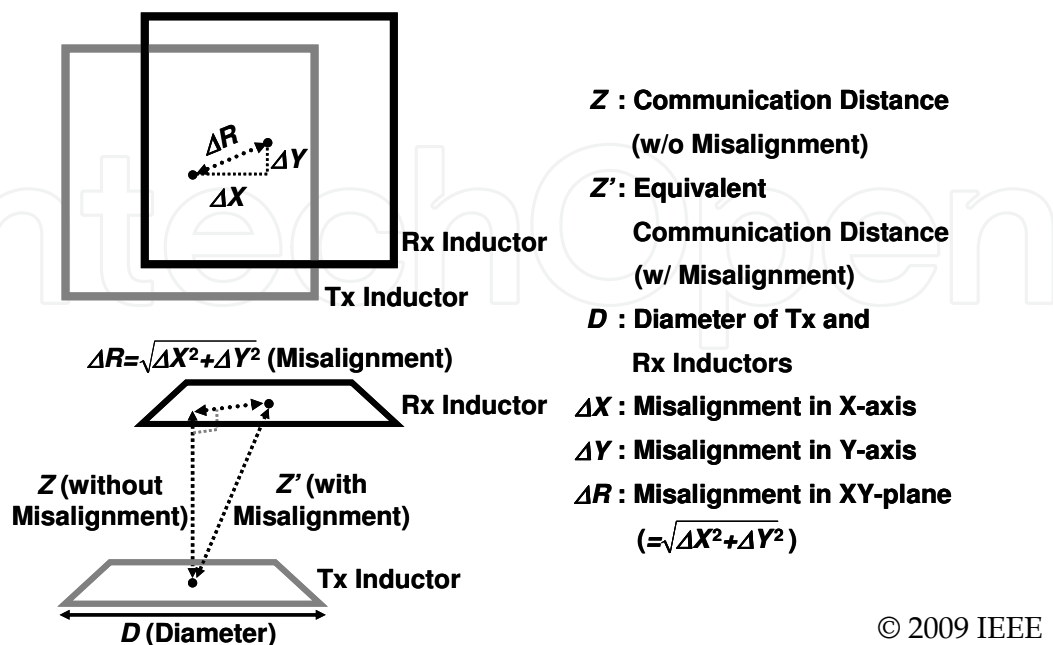 ΔR
ΔY
ΔX
Rx Inductor
Tx Inductor
ΔR=√ΔX²+ΔY² (Misalignment)
Rx Inductor
Z (without
Misalignment)
Z’ (with
Misalignment)
Tx Inductor
D (Diameter)
Z : Communication Distance
(w/o Misalignment)
Z’ : Equivalent
Communication Distance
(w/ Misalignment)
D : Diameter of Tx and
Rx Inductors
ΔX : Misalignment in X-axis
ΔY : Misalignment in Y-axis
ΔR : Misalignment in XY-plane
(=√ΔX²+ΔY² )
© 2009 IEEE
ntechOpen